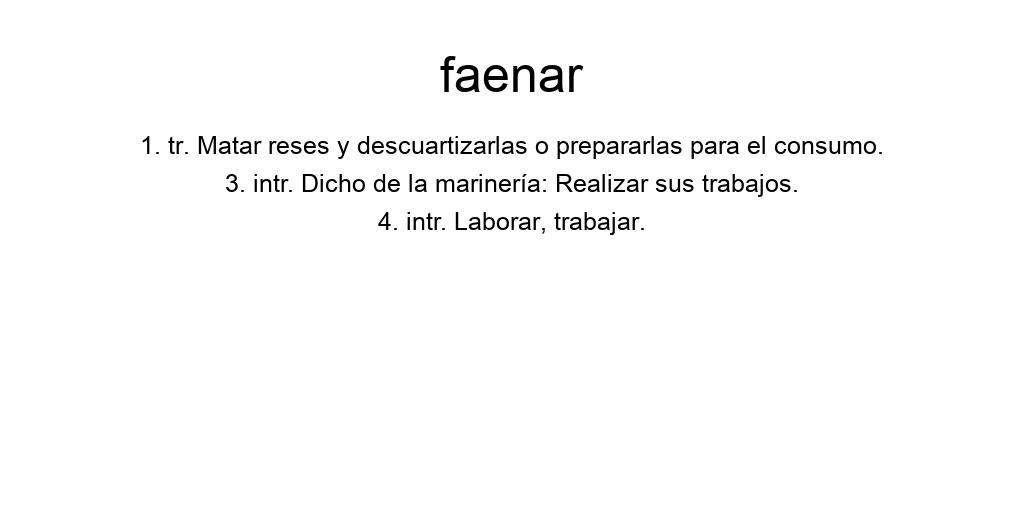 faenar
1. tr. Matar reses y descuartizarlas o prepararlas para el consumo.
3. intr. Dicho de la marinería: Realizar sus trabajos.
4. intr. Laborar, trabajar.